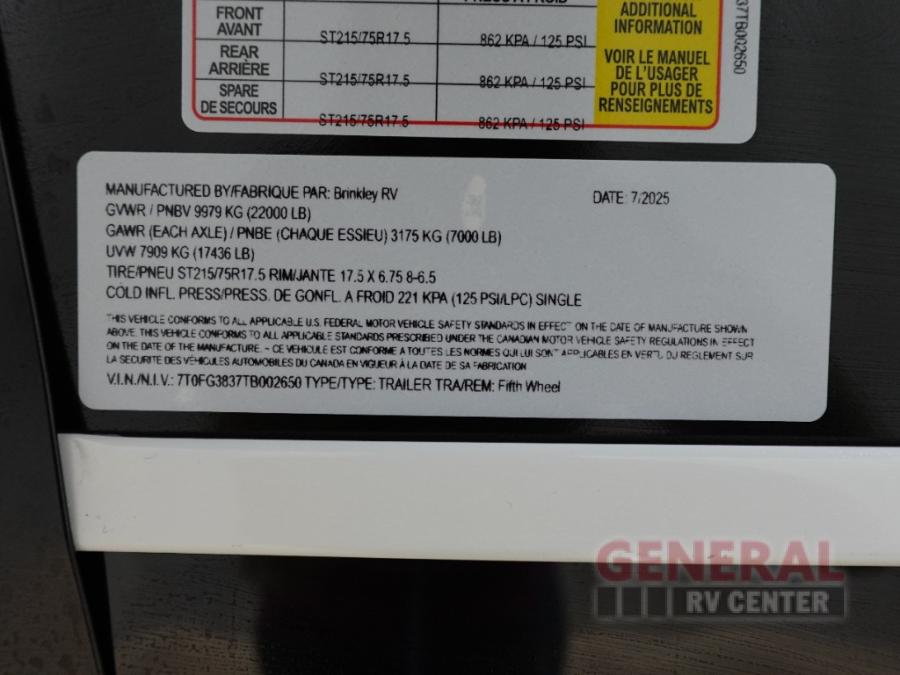 FRONT
AVANT
ST215/75R17.5 862 KPA / 125 PSI
REAR
ARRIÈRE
ST215/75R17.5 862 KPA / 125 PSI
SPARE
DE SECOURS
ST215/75R17.5 862 KPA / 125 PSI
ADDITIONAL
INFORMATION
VOIR LE MANUEL
DE L'USAGER
POUR PLUS DE
RENSEIGNEMENTS
37TB002650
MANUFACTURED BY/FABRIQUE PAR: Brinkley RV DATE: 7/2025
GVWR / PNBV 9979 KG (22000 LB)
GAWR (EACH AXLE) / PNBE (CHAQUE ESSIEU) 3175 KG (7000 LB)
UVW 7909 KG (17436 LB)
TIRE/PNEU ST215/75R17.5 RIM/JANTE 17.5 X 6.75 8-6.5
COLD INFL. PRESS/PRESS. DE GONFL. A FROID 221 KPA (125 PSI/LPC) SINGLE
THIS VEHICLE CONFORMS TO ALL APPLICABLE U.S. FEDERAL MOTOR VEHICLE SAFETY STANDARDS IN EFFECT ON THE DATE OF MANUFACTURE SHOWN
ABOVE. THIS VEHICLE CONFORMS TO ALL APPLICABLE STANDARDS PRESCRIBED UNDER THE CANADIAN MOTOR VEHICLE SAFETY REGULATIONS IN EFFECT
ON THE DATE OF THE MANUFACTURE. - CE VEHICULE EST CONFORME A TOUTES LES NORMES QUI LUI SONT APPLICABLES EN VERTU DU REGLEMENT SUR
LA SECURITE DES VÉHICULES AUTOMOBILES DU CANADA EN VIGUEUR À LA DATE DE SA FABRICATION
V.I.N./N.I.V.: 7T0FG3837TB002650 TYPE/TYPE: TRAILER TRA/REM: Fifth Wheel
GENERAL
RV CENTER